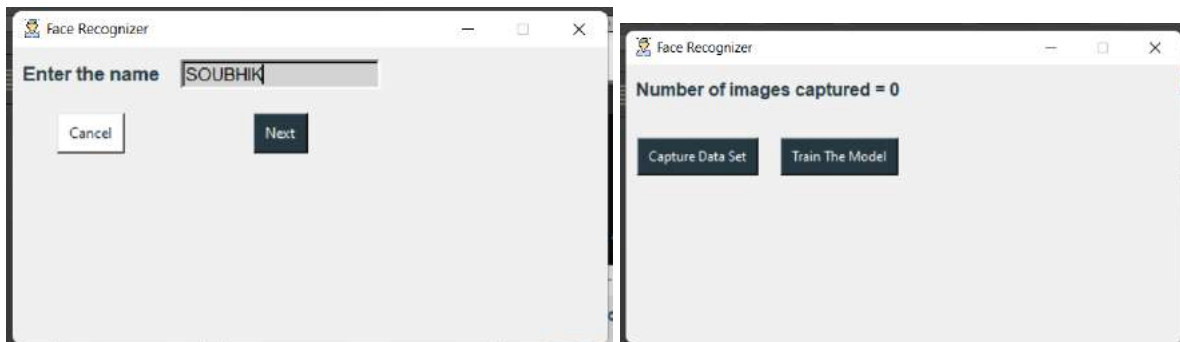 Face Recognizer
Enter the name SOUBHIK
Cancel Next
Face Recognizer
Number of images captured = 0
Capture Data Set Train The Model